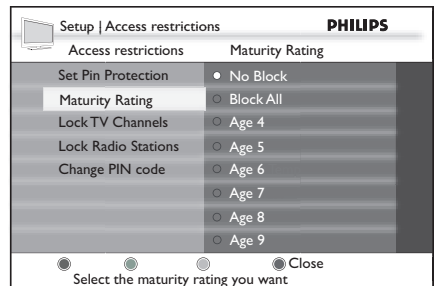 Setup | Access restrictions PHILIPS
Access restrictions Maturity Rating
Set Pin Protection No Block
Maturity Rating Block All
Lock TV Channels Age 4
Lock Radio Stations Age 5
Change PIN code Age 6
Age 7
Age 8
Age 9
Close
Select the maturity rating you want